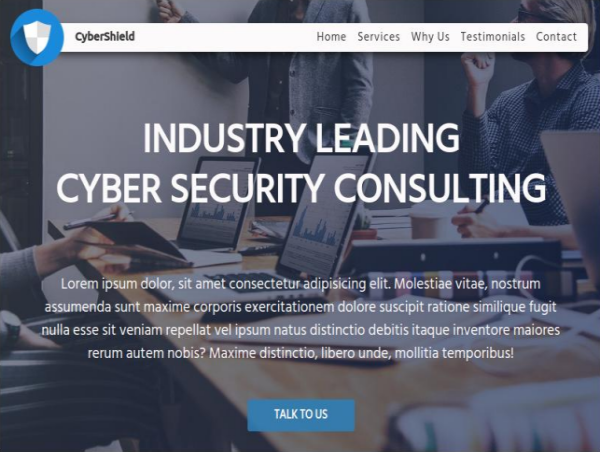 CyberShield
Home Services Why Us Testimonials Contact
INDUSTRY LEADING
CYBER SECURITY CONSULTING
Lorem ipsum dolor, sit amet consectetur adipisicing elit. Molestiae vitae, nostrum
assumenda sunt maxime corporis exercitationem dolore suscipit ratione similique fugit
nulla esse sit veniam repellat vel ipsum natus distinctio debitis itaque inventore maiores
rerum autem nobis? Maxime distinctio, libero unde, mollitia temporibus!
TALK TO US